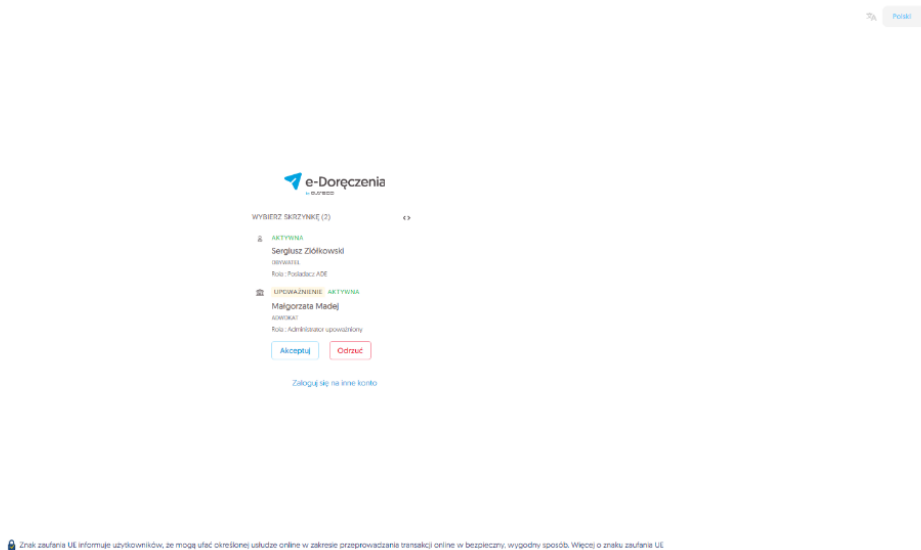 Polski
e-Doręczenia
WYBIERZ SKRZYNKĘ (2)
AKTYWNA
Sergiusz Ziółkowski
Rola : Posiadacz ADE
UPOWAŻNIENIE AKTYWNA
Małgorzata Madej
ADWOKAT
Rola : Administrator upoważniony
Akceptuj Odrzuć
Zaloguj się na inne konto
Znak zaufania UE informuje użytkowników, że mogą ufać określonej usłudze online w zakresie przeprowadzania transakcji online w bezpieczny, wygodny sposób. Więcej o znaku zaufania UE